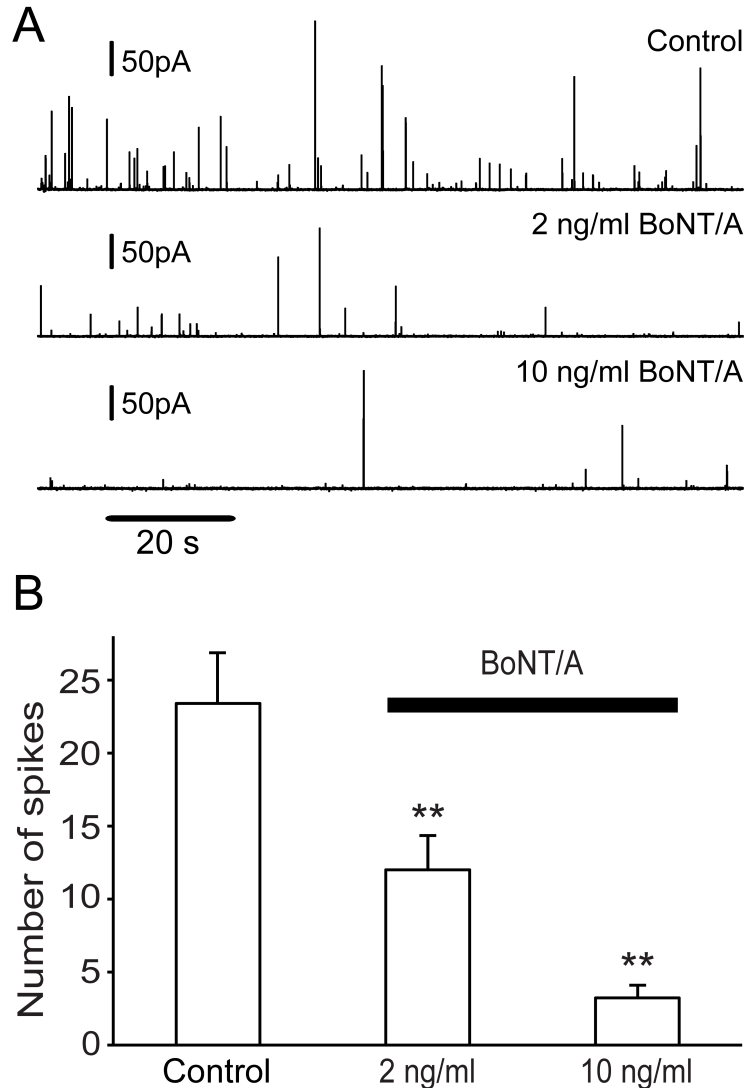 A
50pA
Control
50pA
2 ng/ml BoNT/A
50pA
10 ng/ml BoNT/A
20 s
B
BoNT/A
Number of spikes
25
20
15
10
5
0
**
**
Control
2 ng/ml
10 ng/ml